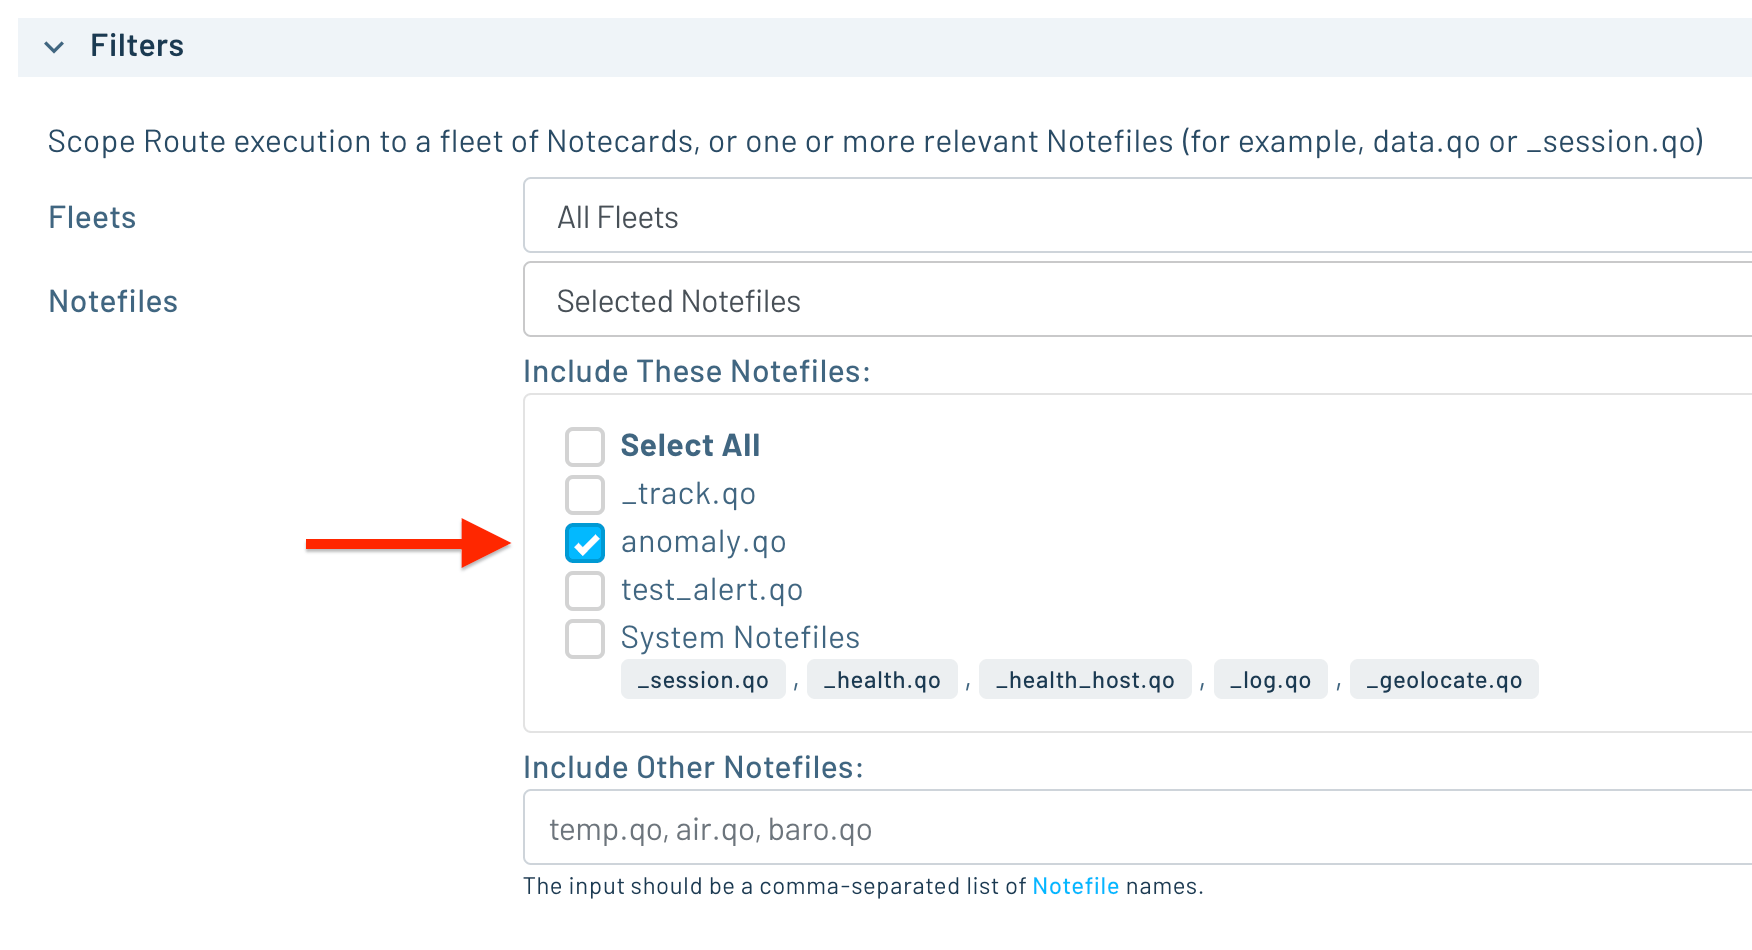 Filters
Scope Route execution to a fleet of Notecards, or one or more relevant Notefiles (for example, data.qo or _session.qo)
Fleets
All Fleets
Notefiles
Selected Notefiles
Include These Notefiles:
Select All
_track.qo
anomaly.qo
test_alert.qo
System Notefiles
_session.qo , _health.qo , _health_host.qo , _log.qo , _geolocate.qo
Include Other Notefiles:
temp.qo, air.qo, baro.qo
The input should be a comma-separated list of Notefile names.